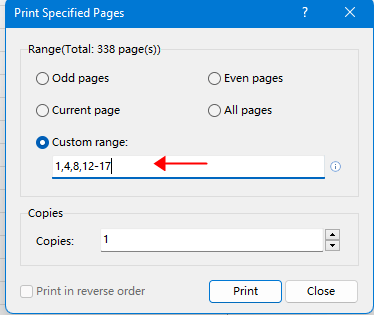 Print Specified Pages
Range(Total: 338 page(s))
Odd pages Even pages
Current page All pages
Custom range:
1,4,8,12-17
Copies
Copies: 1
Print in reverse order Print Close